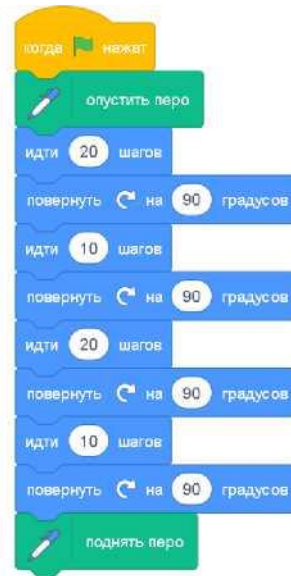 когда нажат
опустить перо
идти 20 шагов
повернуть на 90 градусов
идти 10 шагов
повернуть на 90 градусов
идти 20 шагов
повернуть на 90 градусов
идти 10 шагов
повернуть на 90 градусов
поднять перо